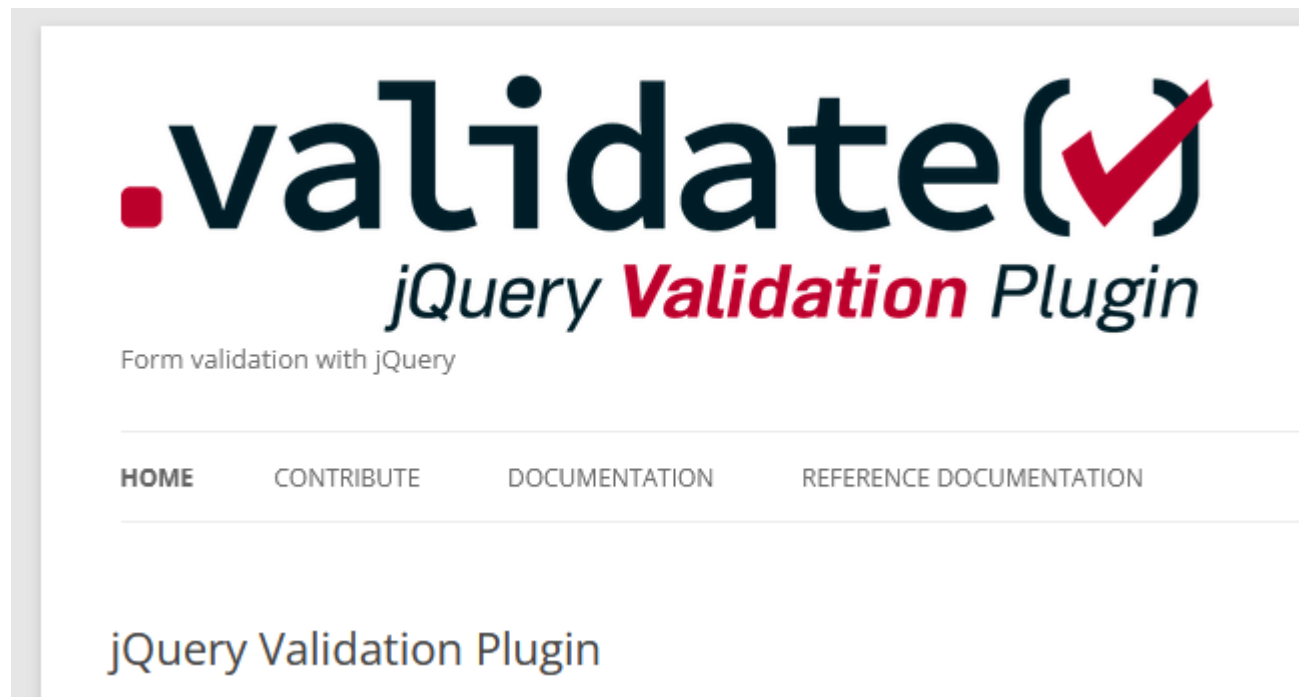 .validate(✓)
jQuery Validation Plugin
Form validation with jQuery
HOME CONTRIBUTE DOCUMENTATION REFERENCE DOCUMENTATION
jQuery Validation Plugin